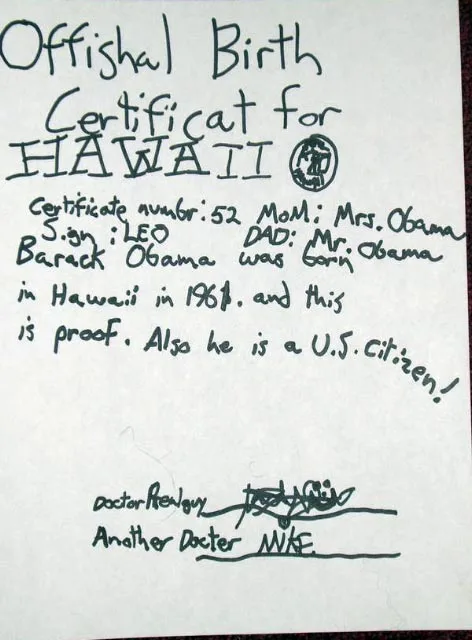 Offishal Birth
Certificat for
HAWAII
Certificate numbr: 52 MoM: Mrs. Obama
Sign: LEO DAD: Mr. Obama
Barack Obama was born
in Hawaii in 1961. and this
is proof. Also he is a U.S. citizen!
Doctor Realguy
Another Docter MIKE